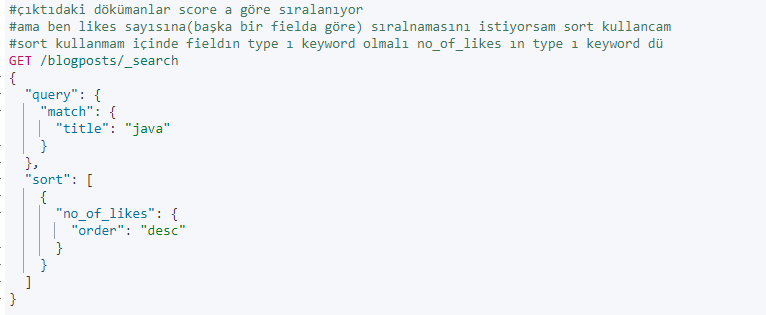 #çıktıdaki dökümanlar score a göre sıralanıyor
#ama ben likes sayısına(başka bir fielda göre) sıralnamasını istiyorsam sort kullancam
#sort kullanmam içinde fieldın type ı keyword olmalı no_of_likes ın type ı keyword dü
GET /blogposts/_search
{
  "query": {
    "match": {
      "title": "java"
    }
  },
  "sort": [
    {
      "no_of_likes": {
        "order": "desc"
      }
    }
  ]
}